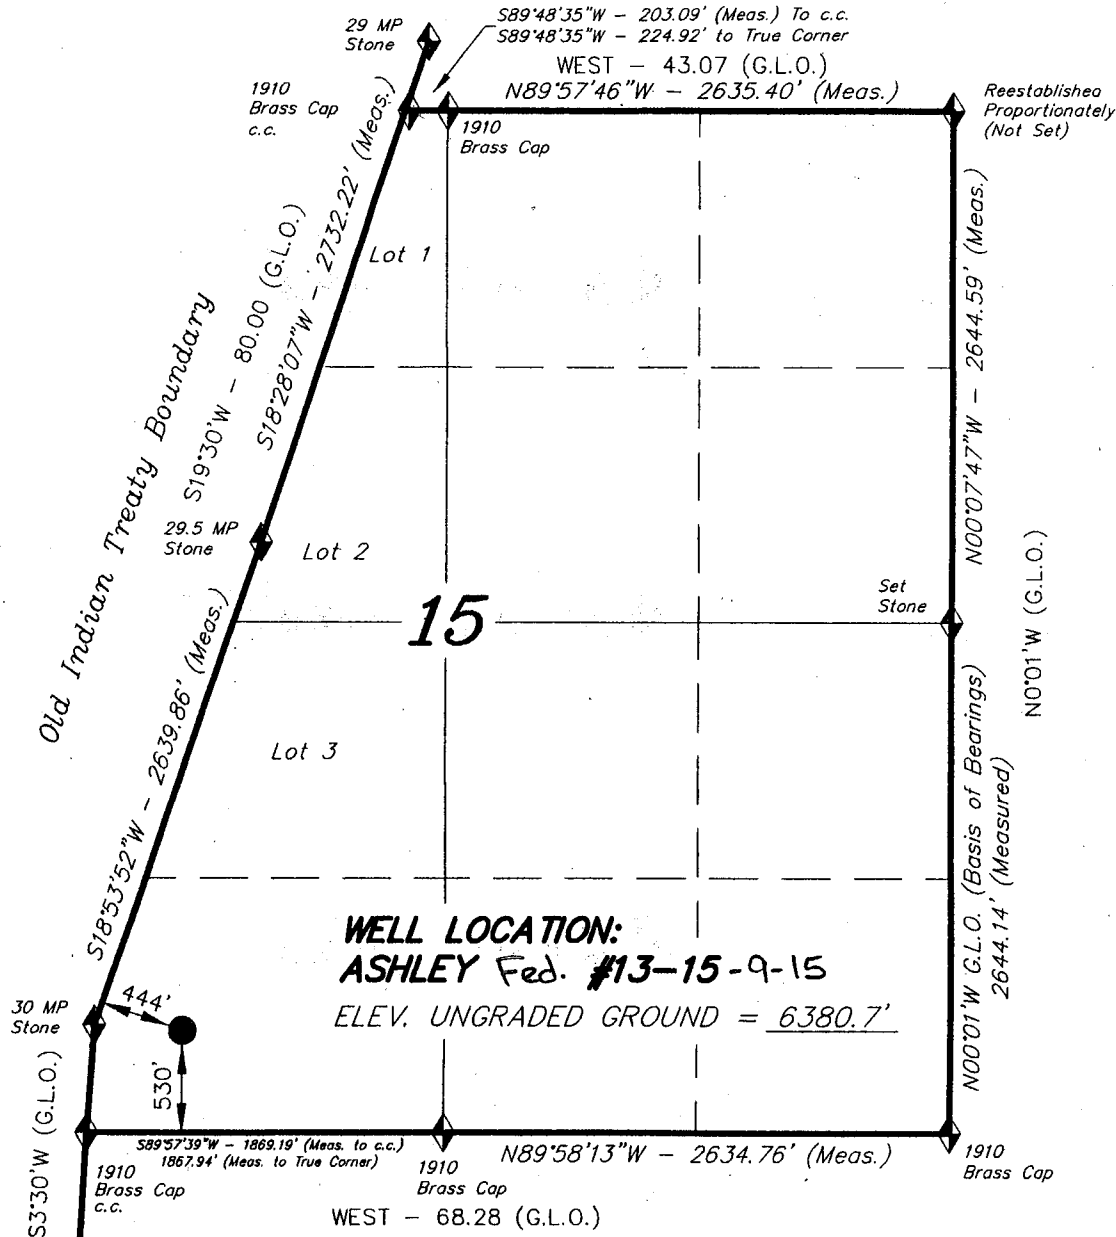 S89°48'35"W - 203.09' (Meas.) To c.c.
S89°48'35"W - 224.92' to True Corner
29 MP
Stone
WEST - 43.07 (G.L.O.)
N89°57'46"W - 2635.40' (Meas.)
1910
Brass Cap
c.c.
1910
Brass Cap
Reestablished
Proportionately
(Not Set)
S18°28'07"W - 2732.22' (Meas.)
S19°30'W - 80.00 (G.L.O.)
Old Indian Treaty Boundary
Lot 1
N00°07'47"W - 2644.59' (Meas.)
29.5 MP
Stone
Lot 2
15
Set
Stone
N0°01'W (G.L.O.)
S18°53'52"W - 2639.86' (Meas.)
Lot 3
N00°01'W G.L.O. (Basis of Bearings)
2644.14' (Measured)
WELL LOCATION:
ASHLEY Fed. #13-15-9-15
ELEV. UNGRADED GROUND = 6380.7'
30 MP
Stone
444'
530'
S3°30'W (G.L.O.)
S89°57'39"W - 1869.19' (Meas. to c.c.)
1867.94' (Meas. to True Corner)
N89°58'13"W - 2634.76' (Meas.)
1910
Brass Cap
c.c.
1910
Brass Cap
1910
Brass Cap
WEST - 68.28 (G.L.O.)